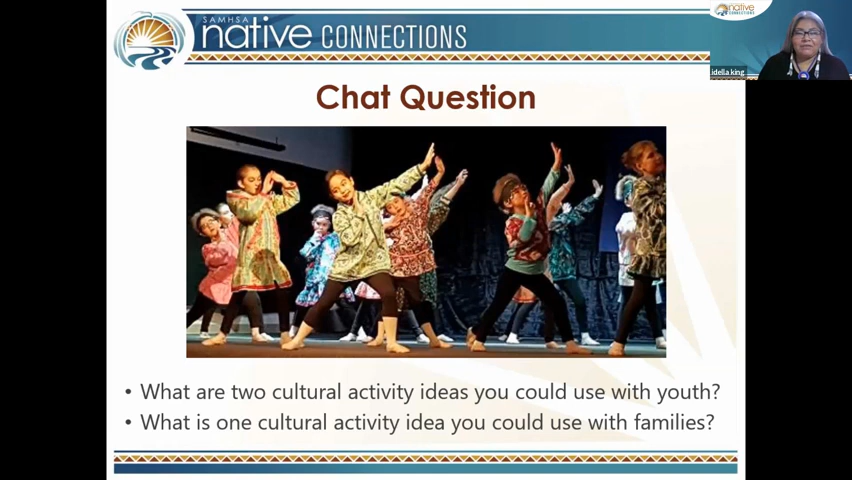 SAMHSA
native CONNECTIONS
native
CONNECTIONS
idella king
Chat Question
• What are two cultural activity ideas you could use with youth?
• What is one cultural activity idea you could use with families?